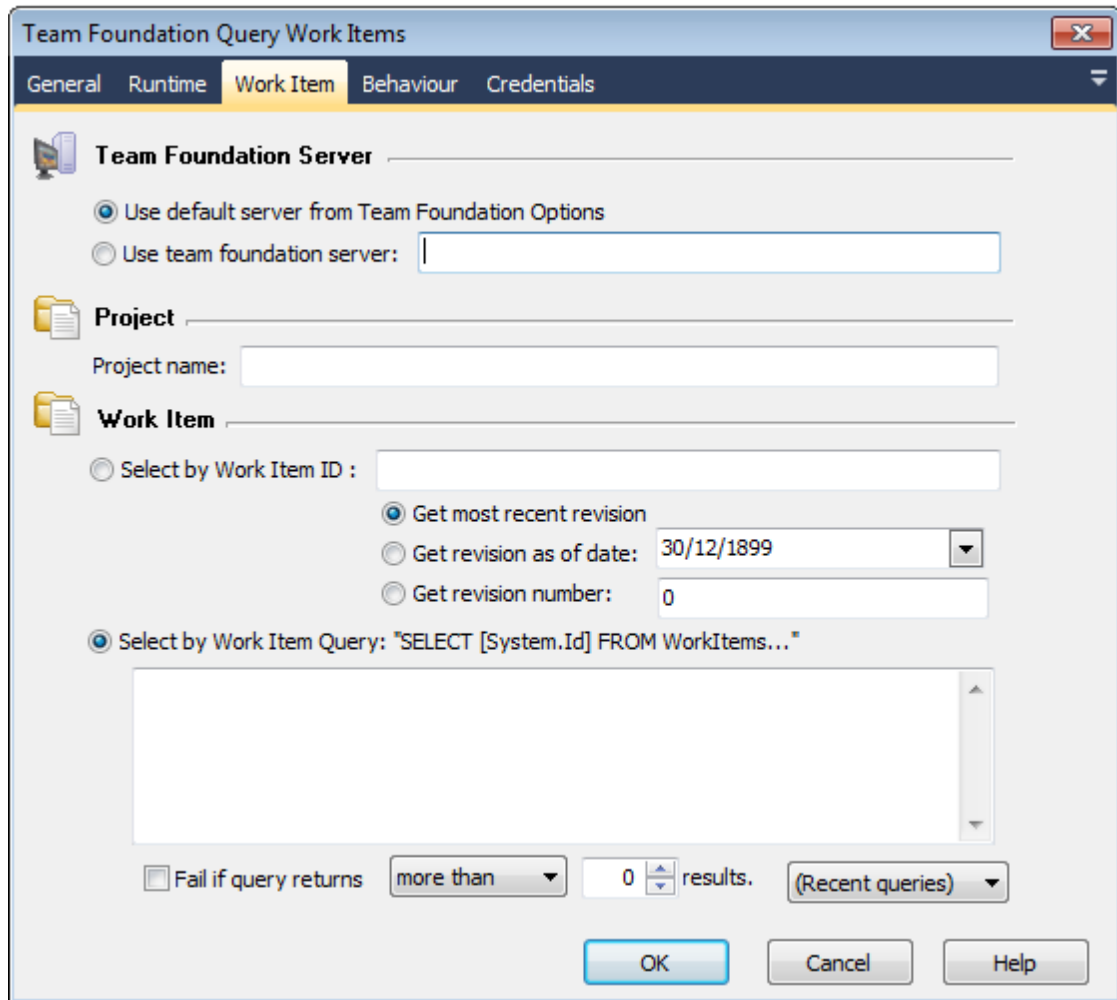 Team Foundation Query Work Items
General Runtime Work Item Behaviour Credentials
Team Foundation Server
Use default server from Team Foundation Options
Use team foundation server:
Project
Project name:
Work Item
Select by Work Item ID :
Get most recent revision
Get revision as of date: 30/12/1899
Get revision number: 0
Select by Work Item Query: "SELECT [System.Id] FROM WorkItems..."
Fail if query returns more than 0 results. (Recent queries)
OK Cancel Help